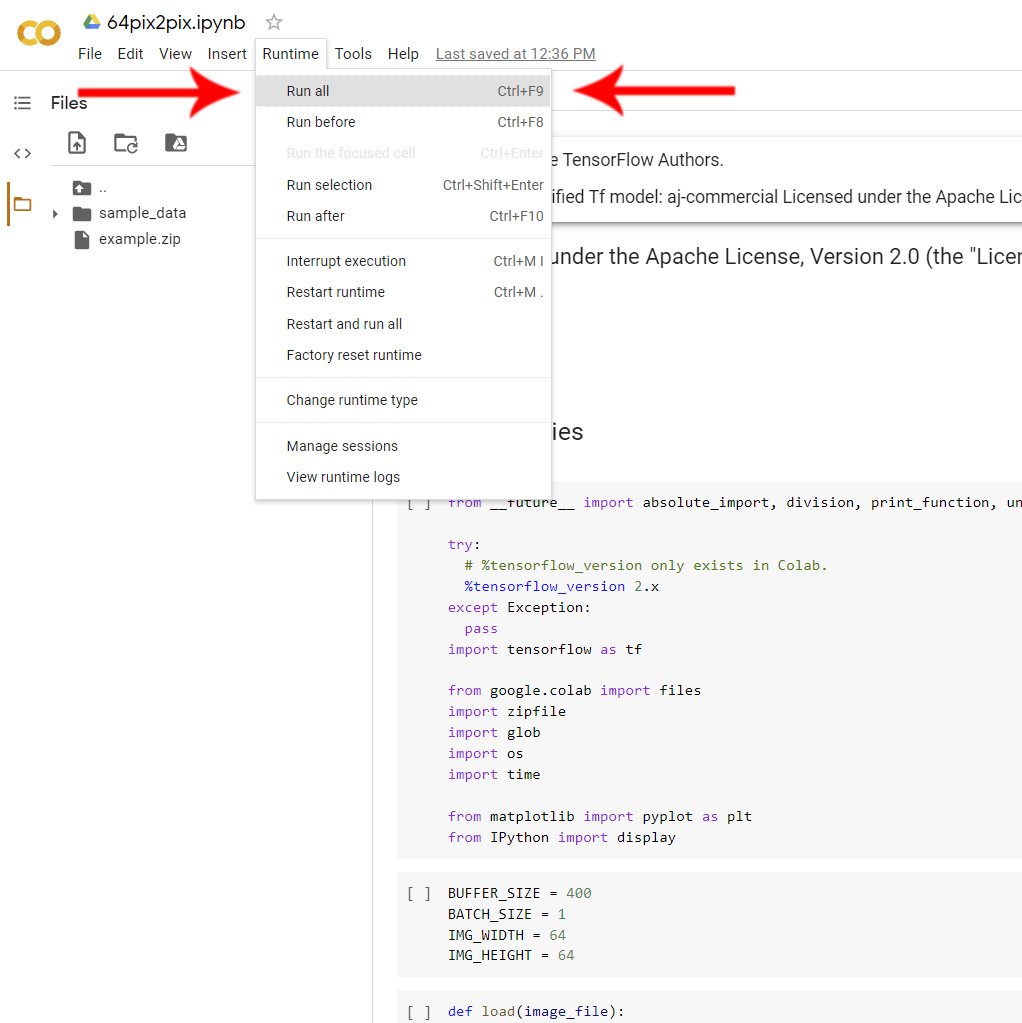 64pix2pix.ipynb
File Edit View Insert Runtime Tools Help Last saved at 12:36 PM
Files
..
sample_data
example.zip
Run all Ctrl+F9
Run before Ctrl+F8
Run the focused cell Ctrl+Enter
Run selection Ctrl+Shift+Enter
Run after Ctrl+F10
Interrupt execution Ctrl+M I
Restart runtime Ctrl+M .
Restart and run all
Factory reset runtime
Change runtime type
Manage sessions
View runtime logs
e TensorFlow Authors.
ified Tf model: aj-commercial Licensed under the Apache Lic
under the Apache License, Version 2.0 (the "Licen
ies
[ ] from __future__ import absolute_import, division, print_function, un
try:
# %tensorflow_version only exists in Colab.
%tensorflow_version 2.x
except Exception:
pass
import tensorflow as tf
from google.colab import files
import zipfile
import glob
import os
import time
from matplotlib import pyplot as plt
from IPython import display
[ ] BUFFER_SIZE = 400
BATCH_SIZE = 1
IMG_WIDTH = 64
IMG_HEIGHT = 64
[ ] def load(image_file):